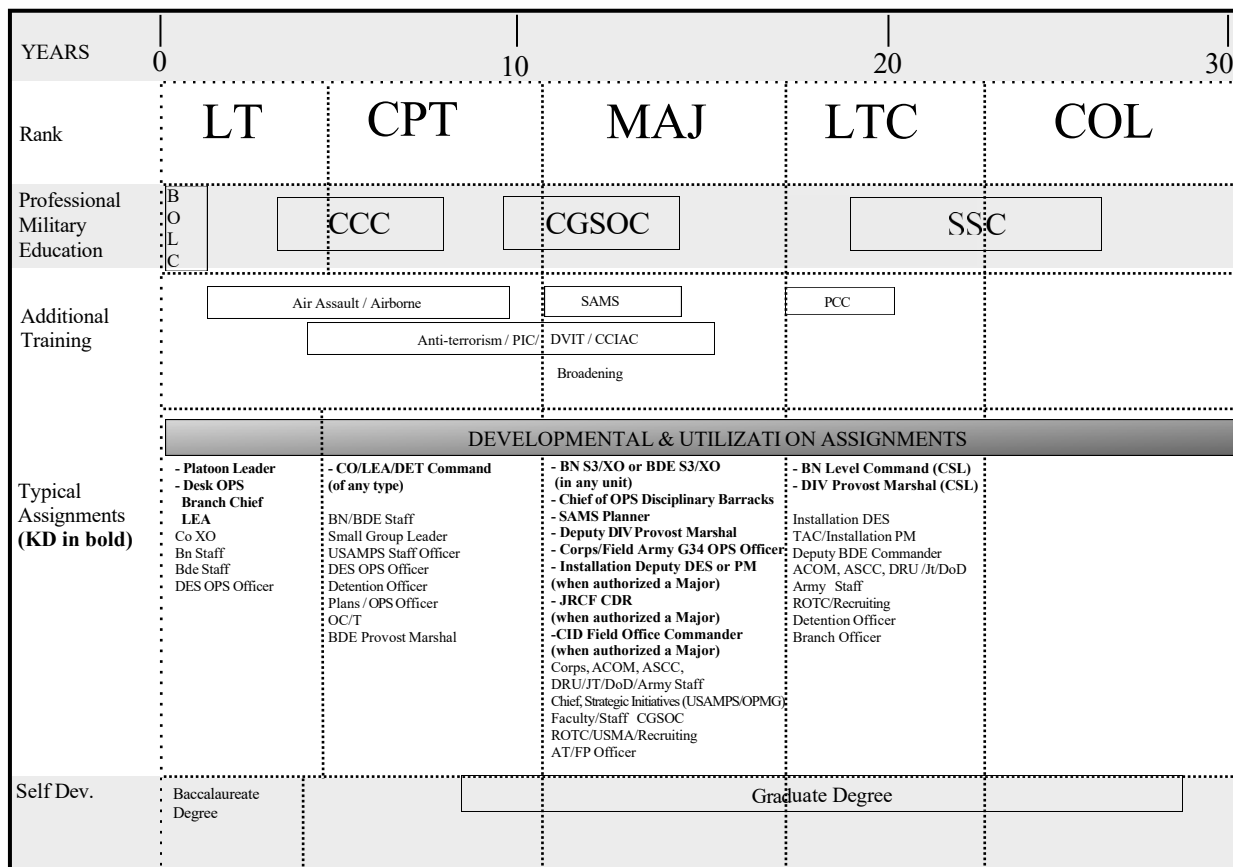 YEARS
0
10
20
30
Rank
LT
CPT
MAJ
LTC
COL
Professional
Military
Education
B
O
L
C
CCC
CGSOC
SSC
Additional
Training
Air Assault / Airborne
SAMS
PCC
Anti-terrorism / PIC/ DVIT / CCIAC
Broadening
DEVELOPMENTAL & UTILIZATION ASSIGNMENTS
Typical
Assignments
(KD in bold)
- Platoon Leader
- Desk OPS
Branch Chief
LEA
Co XO
Bn Staff
Bde Staff
DES OPS Officer
- CO/LEA/DET Command
(of any type)
BN/BDE Staff
Small Group Leader
USAMPS Staff Officer
DES OPS Officer
Detention Officer
Plans / OPS Officer
OC/T
BDE Provost Marshal
- BN S3/XO or BDE S3/XO
(in any unit)
- Chief of OPS Disciplinary Barracks
- SAMS Planner
- Deputy DIV Provost Marshal
- Corps/Field Army G34 OPS Officer
- Installation Deputy DES or PM
(when authorized a Major)
- JRCF CDR
(when authorized a Major)
-CID Field Office Commander
(when authorized a Major)
Corps, ACOM, ASCC,
DRU/JT/DoD/Army Staff
Chief, Strategic Initiatives (USAMPS/OPMG)
Faculty/Staff CGSOC
ROTC/USMA/Recruiting
AT/FP Officer
- BN Level Command (CSL)
- DIV Provost Marshal (CSL)
Installation DES
TAC/Installation PM
Deputy BDE Commander
ACOM, ASCC, DRU /Jt/DoD
Army Staff
ROTC/Recruiting
Detention Officer
Branch Officer
Self Dev.
Baccalaureate
Degree
Graduate Degree